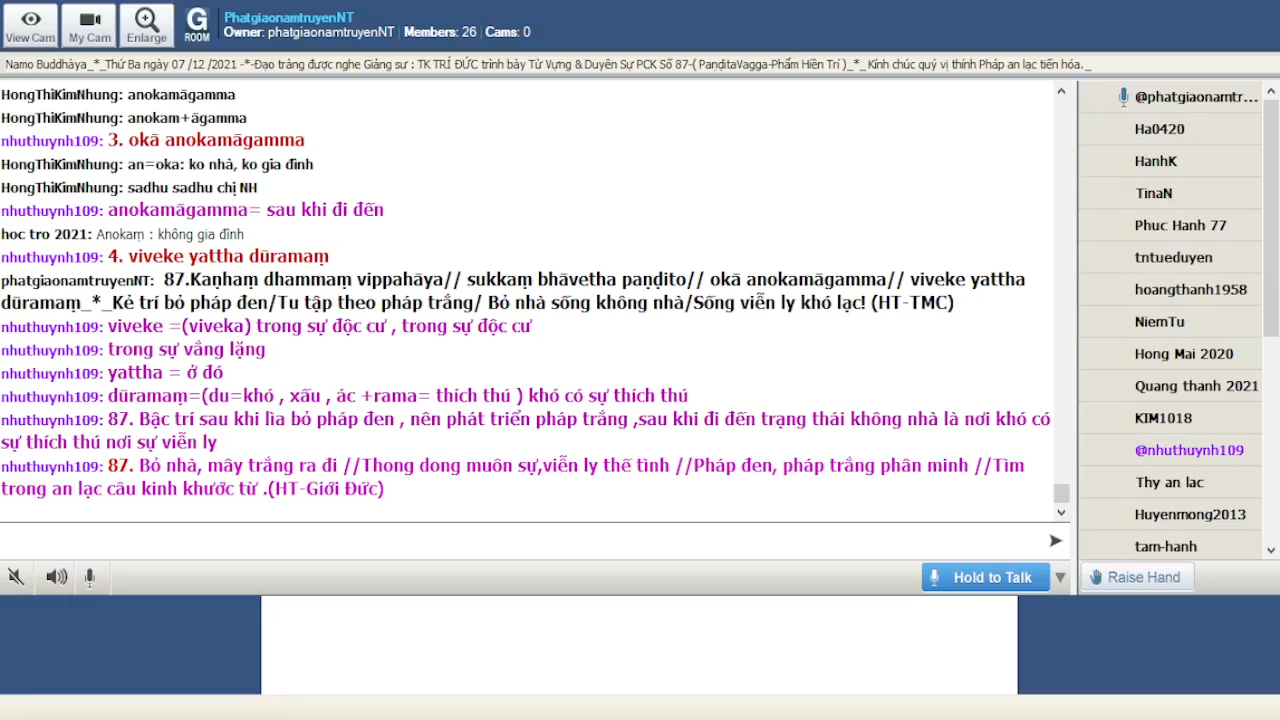 View Cam
My Cam
Enlarge
G
ROOM
PhatgiaonamtruyenNT
Owner: phatgiaonamtruyenNT | Members: 26 | Cams: 0
Namo Buddhàya_*_Thứ Ba ngày 07 /12 /2021 -*-Đạo tràng được nghe Giảng sư : TK TRÍ ĐỨC trình bày Từ Vựng & Duyên Sự PCK Số 87-( PaṇḍitaVagga-Phẩm Hiền Trí )_*_ Kính chúc quý vị thính Pháp an lạc tiến hóa. _
HongThiKimNhung: anokamāgamma
HongThiKimNhung: anokam+āgamma
nhuthuynh109: 3. okā anokamāgamma
HongThiKimNhung: an=oka: ko nhà, ko gia đình
HongThiKimNhung: sadhu sadhu chị NH
nhuthuynh109: anokamāgamma= sau khi đi đến
hoc tro 2021: Anokaṃ : không gia đình
nhuthuynh109: 4. viveke yattha dūramaṃ
phatgiaonamtruyenNT: 87.Kaṇhaṃ dhammaṃ vippahāya// sukkaṃ bhāvetha paṇḍito// okā anokamāgamma// viveke yattha
dūramaṃ_*_Kẻ trí bỏ pháp đen/Tu tập theo pháp trắng/ Bỏ nhà sống không nhà/Sống viễn ly khó lạc! (HT-TMC)
nhuthuynh109: viveke =(viveka) trong sự độc cư , trong sự độc cư
nhuthuynh109: trong sự vắng lặng
nhuthuynh109: yattha = ở đó
nhuthuynh109: dūramaṃ=(du=khó , xấu , ác +rama= thích thú ) khó có sự thích thú
nhuthuynh109: 87. Bậc trí sau khi lìa bỏ pháp đen , nên phát triển pháp trắng ,sau khi đi đến trạng thái không nhà là nơi khó có
sự thích thú nơi sự viễn ly
nhuthuynh109: 87. Bỏ nhà, mây trắng ra đi //Thong dong muôn sự,viễn ly thế tình //Pháp đen, pháp trắng phân minh //Tìm
trong an lạc câu kinh khước từ .(HT-Giới Đức)
@phatgiaonamtr...
Ha0420
HanhK
TinaN
Phuc Hanh 77
tntueduyen
hoangthanh1958
NiemTu
Hong Mai 2020
Quang thanh 2021
KIM1018
@nhuthuynh109
Thy an lac
Huyenmong2013
tam-hanh
Hold to Talk
Raise Hand